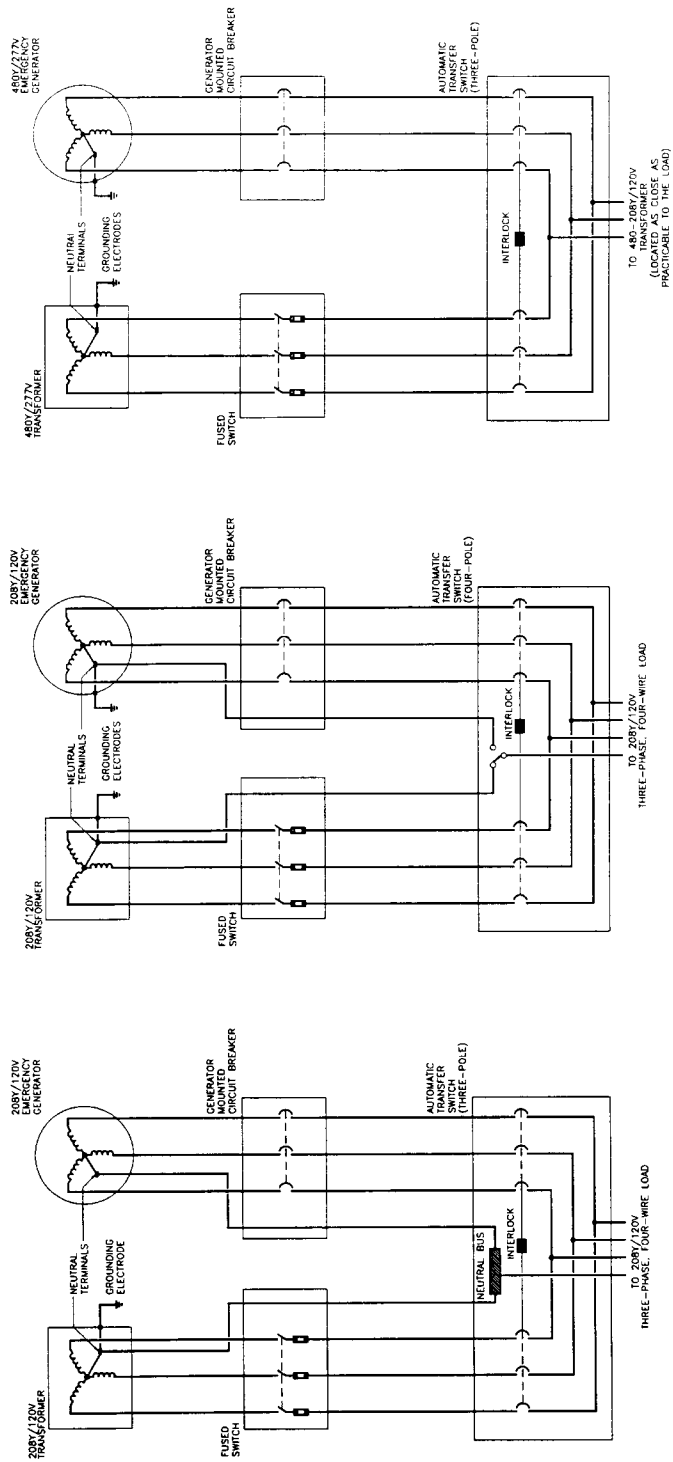 208Y/120V
TRANSFORMER
208Y/120V
EMERGENCY
GENERATOR
NEUTRAL
TERMINALS
GROUNDING
ELECTRODE
FUSED
SWITCH
GENERATOR
MOUNTED
CIRCUIT BREAKER
AUTOMATIC
TRANSFER
SWITCH
(THREE-POLE)
NEUTRAL BUS
INTERLOCK
TO 208Y/120V
THREE-PHASE, FOUR-WIRE LOAD
208Y/120V
TRANSFORMER
208Y/120V
EMERGENCY
GENERATOR
NEUTRAL
TERMINALS
GROUNDING
ELECTRODES
FUSED
SWITCH
GENERATOR
MOUNTED
CIRCUIT BREAKER
AUTOMATIC
TRANSFER
SWITCH
(FOUR-POLE)
INTERLOCK
TO 208Y/120V
THREE-PHASE, FOUR-WIRE LOAD
480Y/277V
TRANSFORMER
480Y/277V
EMERGENCY
GENERATOR
NEUTRAL
TERMINALS
GROUNDING
ELECTRODES
FUSED
SWITCH
GENERATOR
MOUNTED
CIRCUIT BREAKER
AUTOMATIC
TRANSFER
SWITCH
(THREE-POLE)
INTERLOCK
TO 480-208Y/120V
TRANSFORMER
(LOCATED AS CLOSE AS
PRACTICABLE TO THE LOAD)